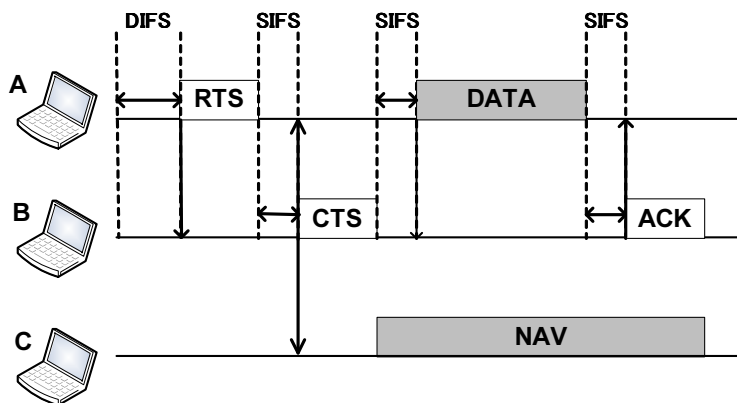 DIFS SIFS SIFS SIFS
A RTS DATA
B CTS ACK
C NAV